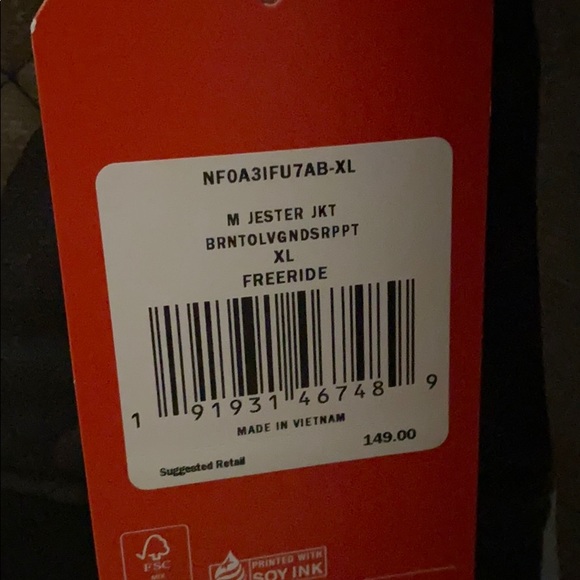 NF0A3IFU7AB-XL
M JESTER JKT
BRNTOLVGNDSRPPT
XL
FREERIDE
1 91931 46748 9
MADE IN VIETNAM
149.00
Suggested Retail
FSC
PRINTED WITH
SOY INK